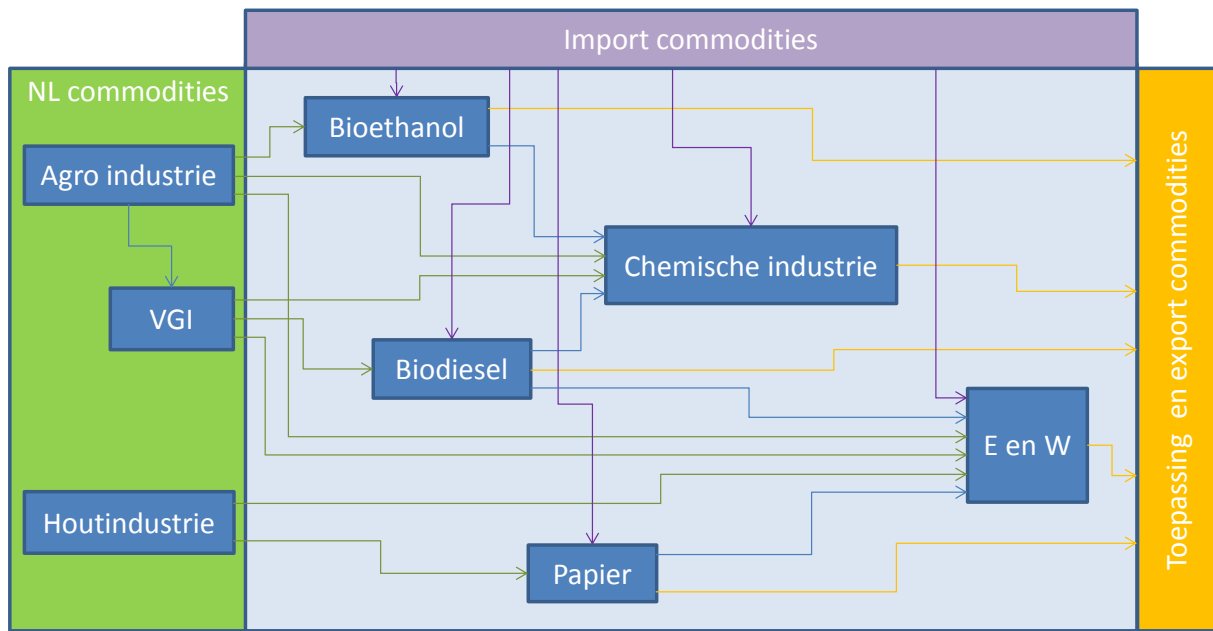 Import commodities
NL commodities
Bioethanol
Agro industrie
Chemische industrie
VGI
Biodiesel
E en W
Houtindustrie
Papier
Toepassing en export commodities